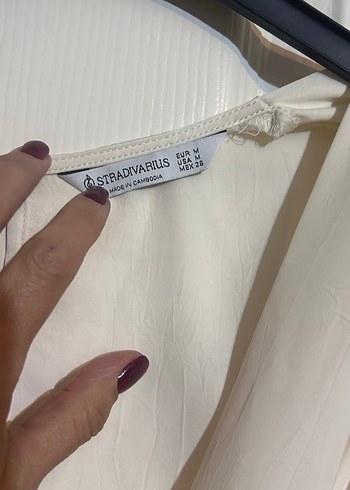 STRADIVARIUS
MADE IN CAMBODIA
EUR M
USA M
MEX 28